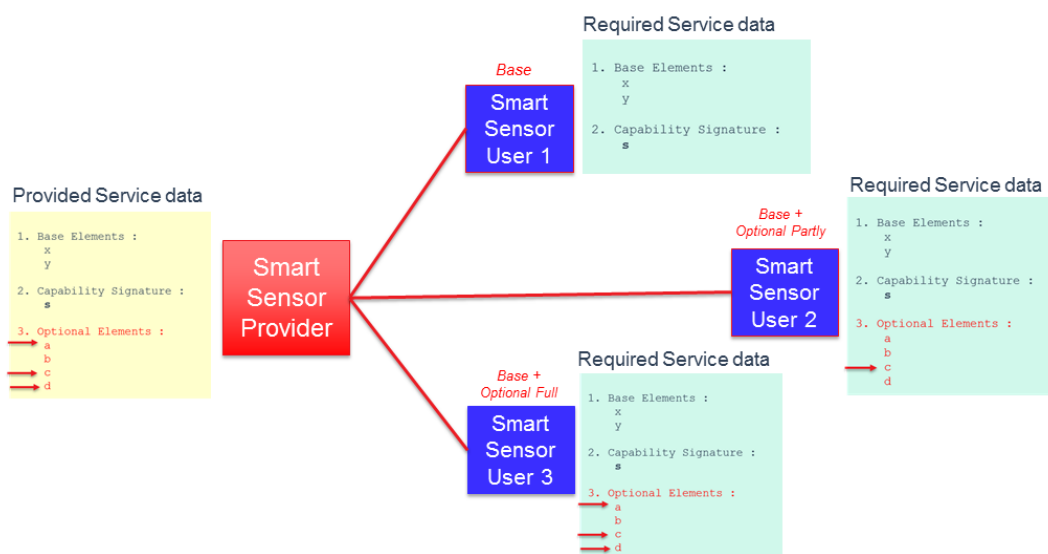 Required Service data
1. Base Elements :
x
y
2. Capability Signature :
s
Base
Smart
Sensor
User 1
Provided Service data
1. Base Elements :
x
y
2. Capability Signature :
s
3. Optional Elements :
a
b
c
d
Smart
Sensor
Provider
Required Service data
1. Base Elements :
x
y
2. Capability Signature :
s
3. Optional Elements :
a
b
c
d
Base +
Optional Partly
Smart
Sensor
User 2
Required Service data
1. Base Elements :
x
y
2. Capability Signature :
s
3. Optional Elements :
a
b
c
d
Base +
Optional Full
Smart
Sensor
User 3